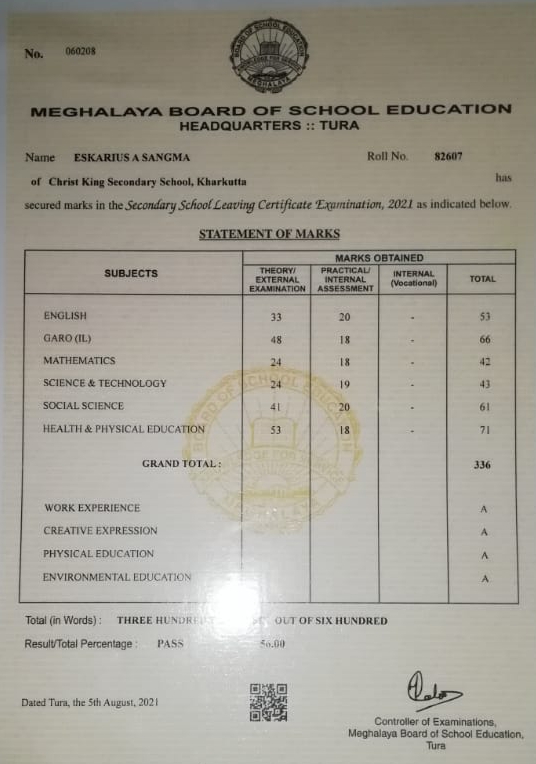 No. 060208
BOARD OF SCHOOL EDUCATION
MEGHALAYA
MEGHALAYA BOARD OF SCHOOL EDUCATION
HEADQUARTERS :: TURA
Name ESKARIUS A SANGMA Roll No. 82607
of Christ King Secondary School, Kharkutta has
secured marks in the Secondary School Leaving Certificate Examination, 2021 as indicated below.
STATEMENT OF MARKS
SUBJECTS MARKS OBTAINED
THEORY/ EXTERNAL EXAMINATION PRACTICAL/ INTERNAL ASSESSMENT INTERNAL (Vocational) TOTAL
ENGLISH 33 20 - 53
GARO (IL) 48 18 - 66
MATHEMATICS 24 18 - 42
SCIENCE & TECHNOLOGY 24 19 - 43
SOCIAL SCIENCE 41 20 - 61
HEALTH & PHYSICAL EDUCATION 53 18 - 71
GRAND TOTAL : 336
WORK EXPERIENCE A
CREATIVE EXPRESSION A
PHYSICAL EDUCATION A
ENVIRONMENTAL EDUCATION A
Total (in Words) : THREE HUNDRED OUT OF SIX HUNDRED
Result/Total Percentage : PASS 56.00
Dated Tura, the 5th August, 2021
Controller of Examinations,
Meghalaya Board of School Education,
Tura